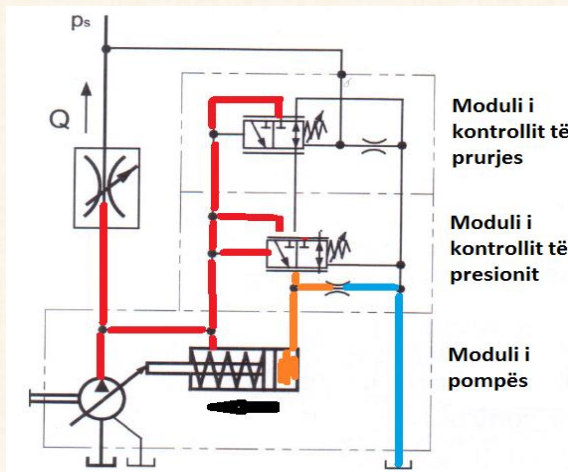 ps
Q
Moduli i
kontrollit të
prurjes
Moduli i
kontrollit të
presionit
Moduli i
pompës